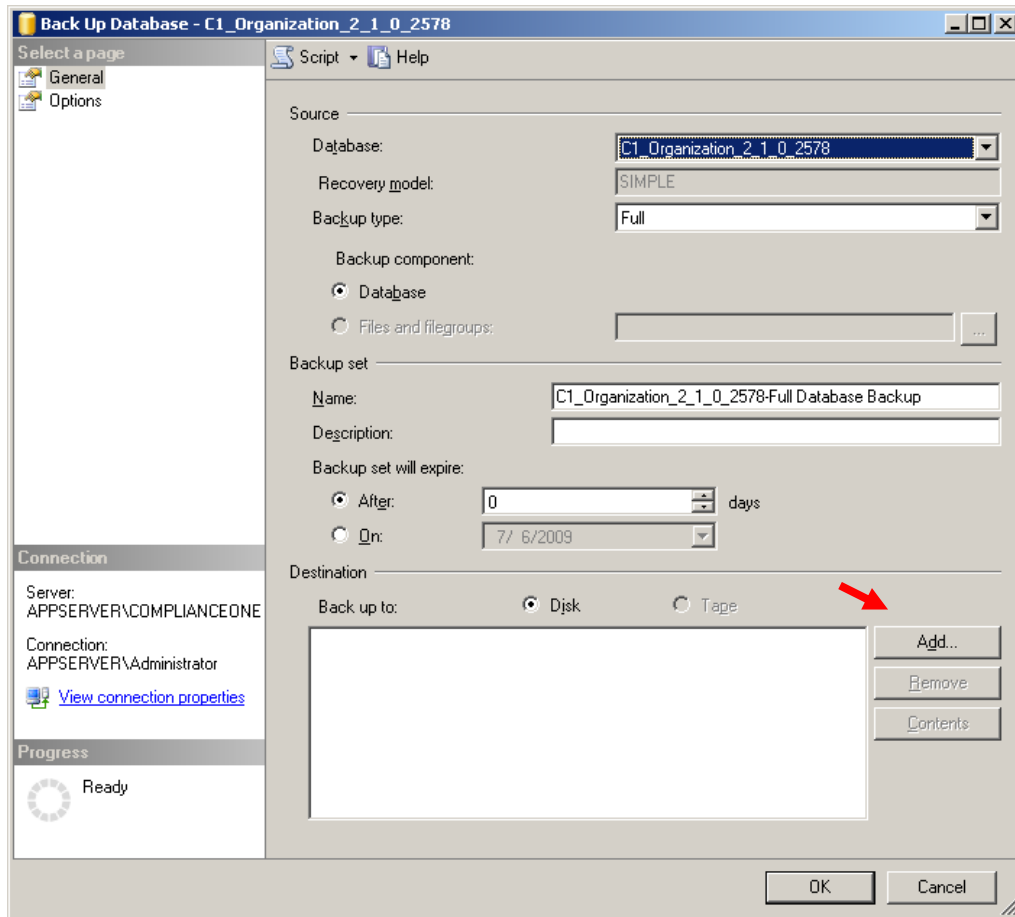 Back Up Database - C1_Organization_2_1_0_2578
Select a page
General
Options
Script Help
Source
Database: C1_Organization_2_1_0_2578
Recovery model: SIMPLE
Backup type: Full
Backup component:
Database
Files and filegroups: ...
Backup set
Name: C1_Organization_2_1_0_2578-Full Database Backup
Description:
Backup set will expire:
After: 0 days
On: 7/ 6/2009
Destination
Back up to: Disk Tape
Add...
Remove
Contents
Connection
Server:
APPSERVER\COMPLIANCEONE
Connection:
APPSERVER\Administrator
View connection properties
Progress
Ready
OK Cancel